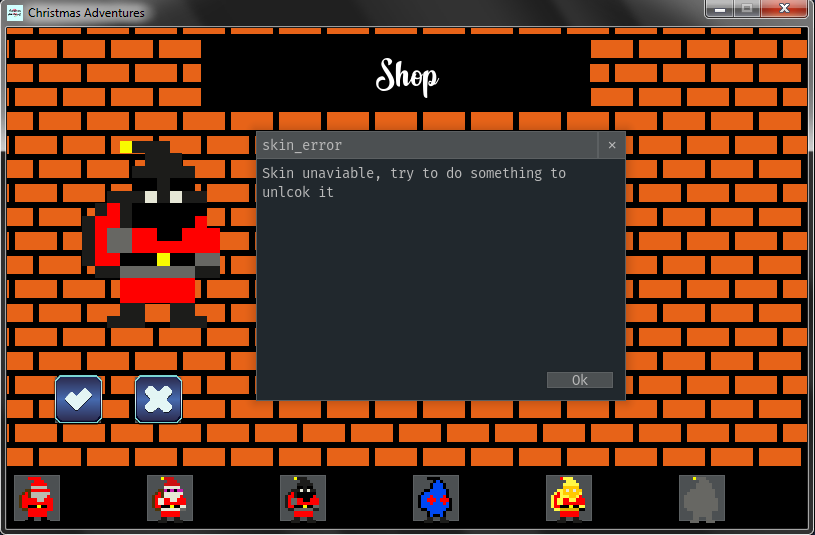 Christmas Adventures
Shop
skin_error
Skin unaviable, try to do something to
unlcok it
Ok